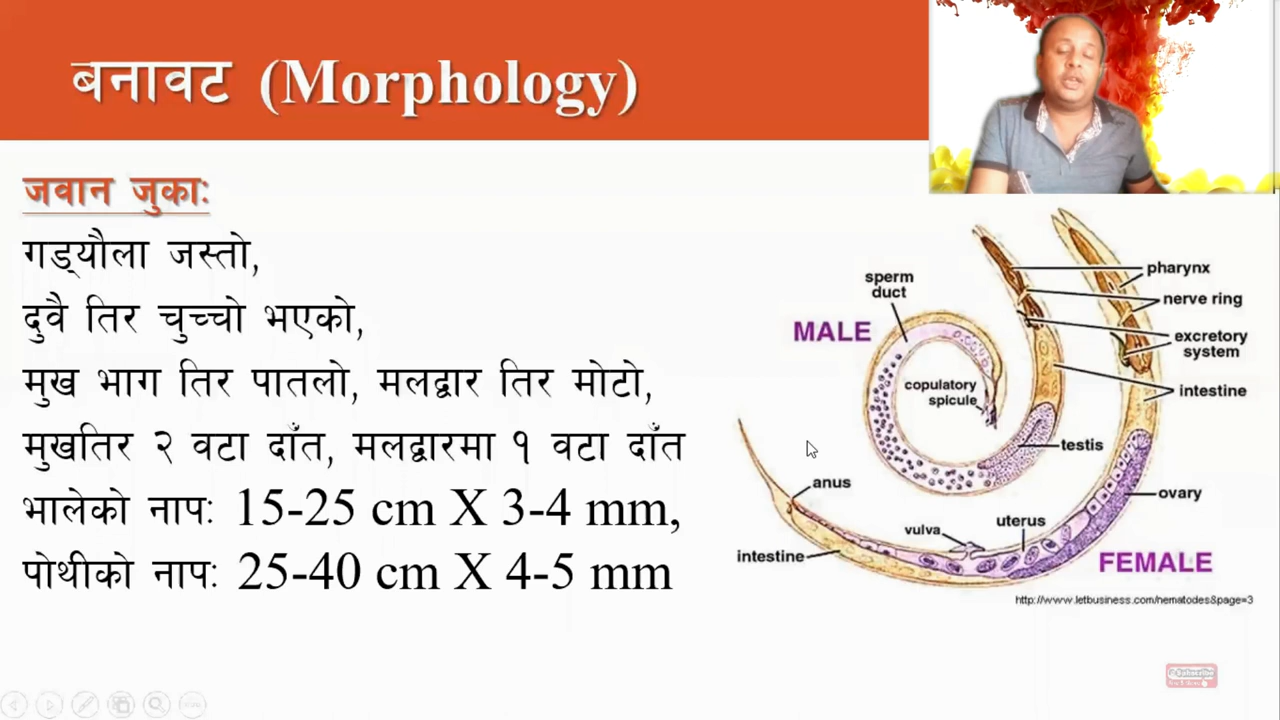 बनावट (Morphology)
जवान जुकाः
गड्यौला जस्तो,
दुवै तिर चुच्चो भएको,
मुख भाग तिर पातलो, मलद्वार तिर मोटो,
मुखतिर २ वटा दाँत, मलद्वारमा १ वटा दाँत
भालेको नापः 15-25 cm X 3-4 mm,
पोथीको नापः 25-40 cm X 4-5 mm
sperm
duct
MALE
copulatory
spicule
testis
pharynx
nerve ring
excretory
system
intestine
ovary
anus
vulva
uterus
intestine
FEMALE
http://www.letbusiness.com/nematodes&page=3
Subscribe